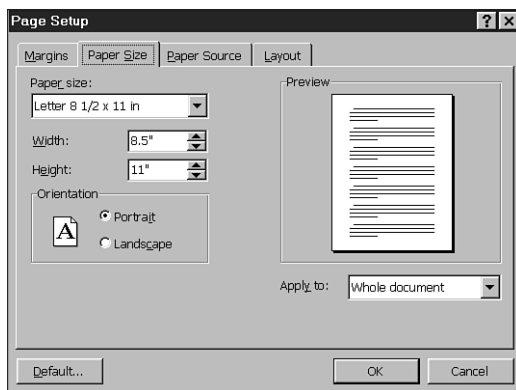 Page Setup
Margins
Paper Size
Paper Source
Layout
Paper size:
Letter 8 1/2 x 11 in
Width: 8.5"
Height: 11"
Orientation
A
Portrait
Landscape
Preview
Apply to: Whole document
Default...
OK
Cancel